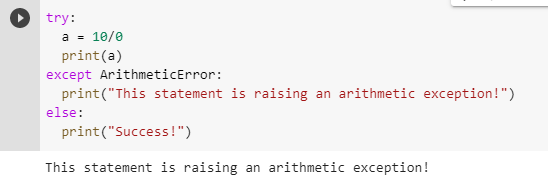 try:
  a = 10/0
  print(a)
except ArithmeticError:
  print("This statement is raising an arithmetic exception!")
else:
  print("Success!")
This statement is raising an arithmetic exception!